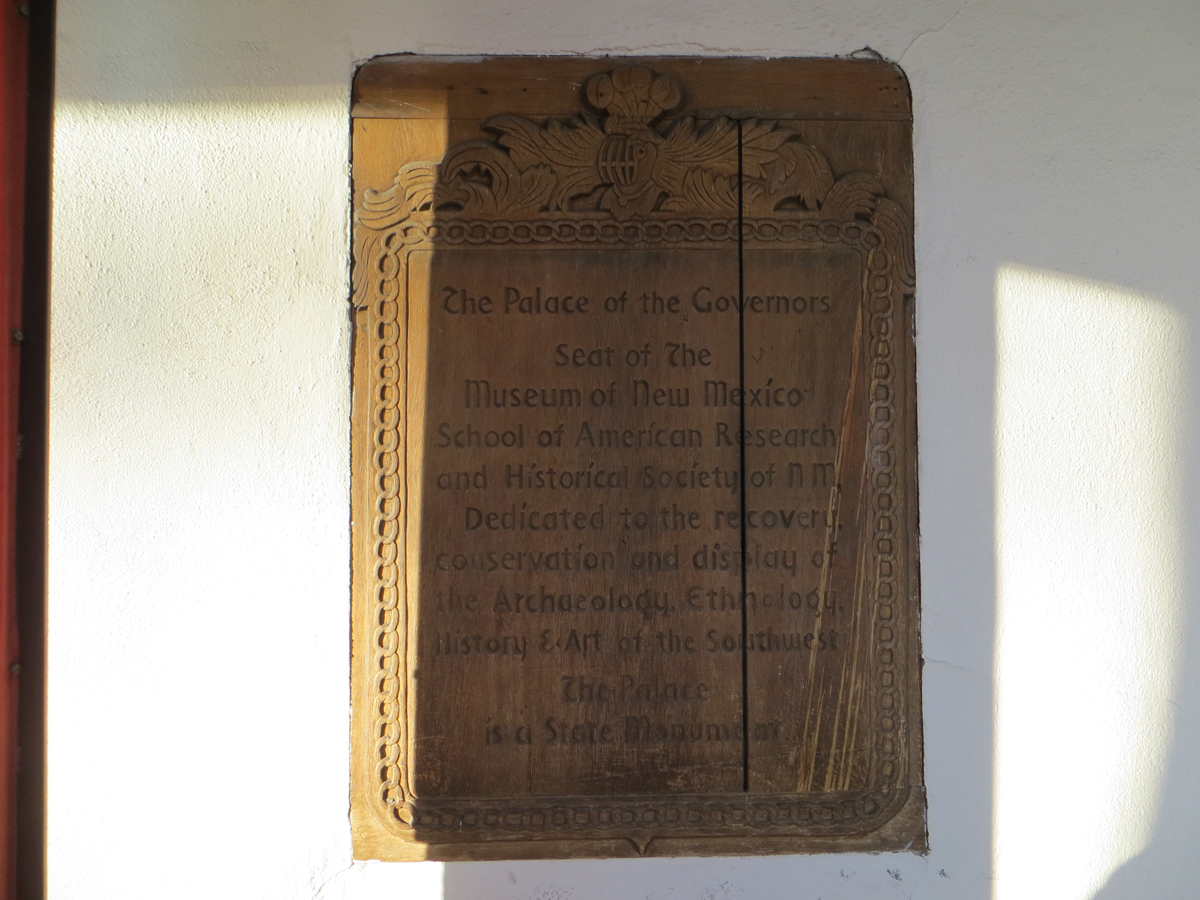 The Palace of the Governors
Seat of The
Museum of New Mexico
School of American Research
and Historical Society of N M,
Dedicated to the recovery,
conservation and display of
the Archaeology, Ethnology,
History & Art of the Southwest
The Palace
is a State Monument